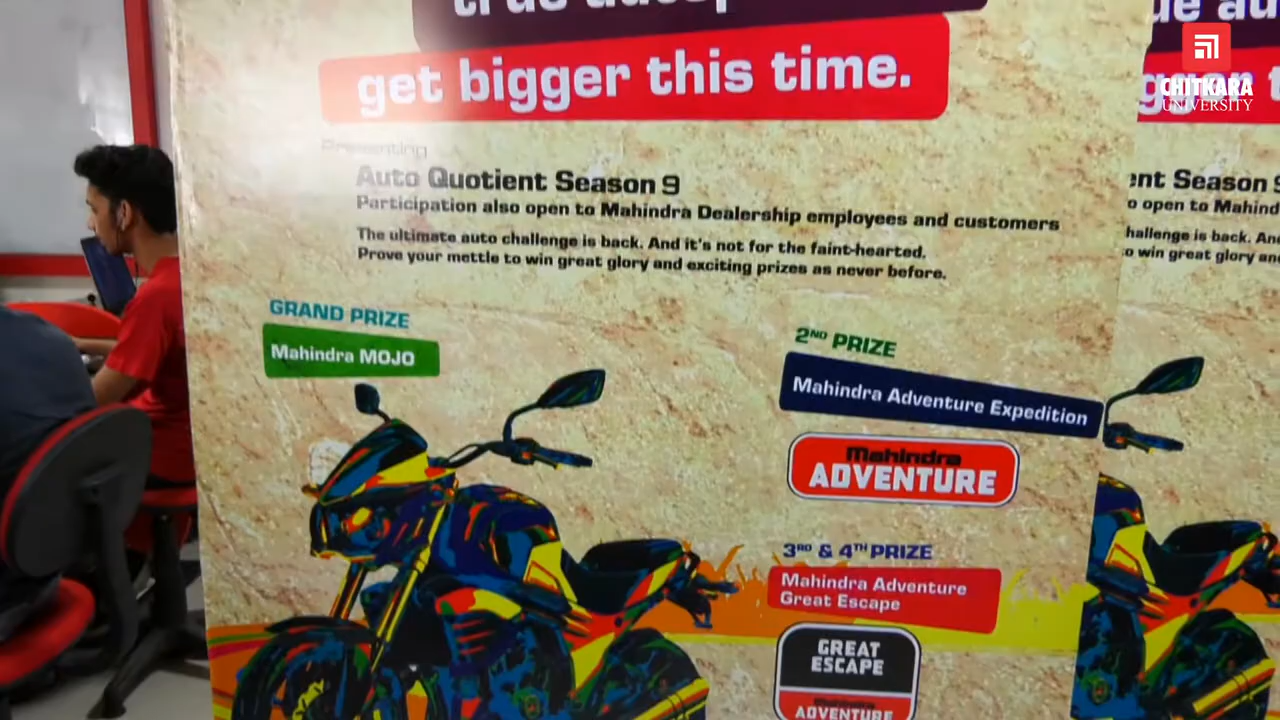 get bigger this time.
Presenting
Auto Quotient Season 9
Participation also open to Mahindra Dealership employees and customers
The ultimate auto challenge is back. And it's not for the faint-hearted.
Prove your mettle to win great glory and exciting prizes as never before.
GRAND PRIZE
Mahindra MOJO
2ND PRIZE
Mahindra Adventure Expedition
Mahindra
ADVENTURE
3RD & 4TH PRIZE
Mahindra Adventure
Great Escape
GREAT
ESCAPE
Mahindra
ADVENTURE
CHITKARA
UNIVERSITY
Season
o open to
hallenge is back.
o win great glory